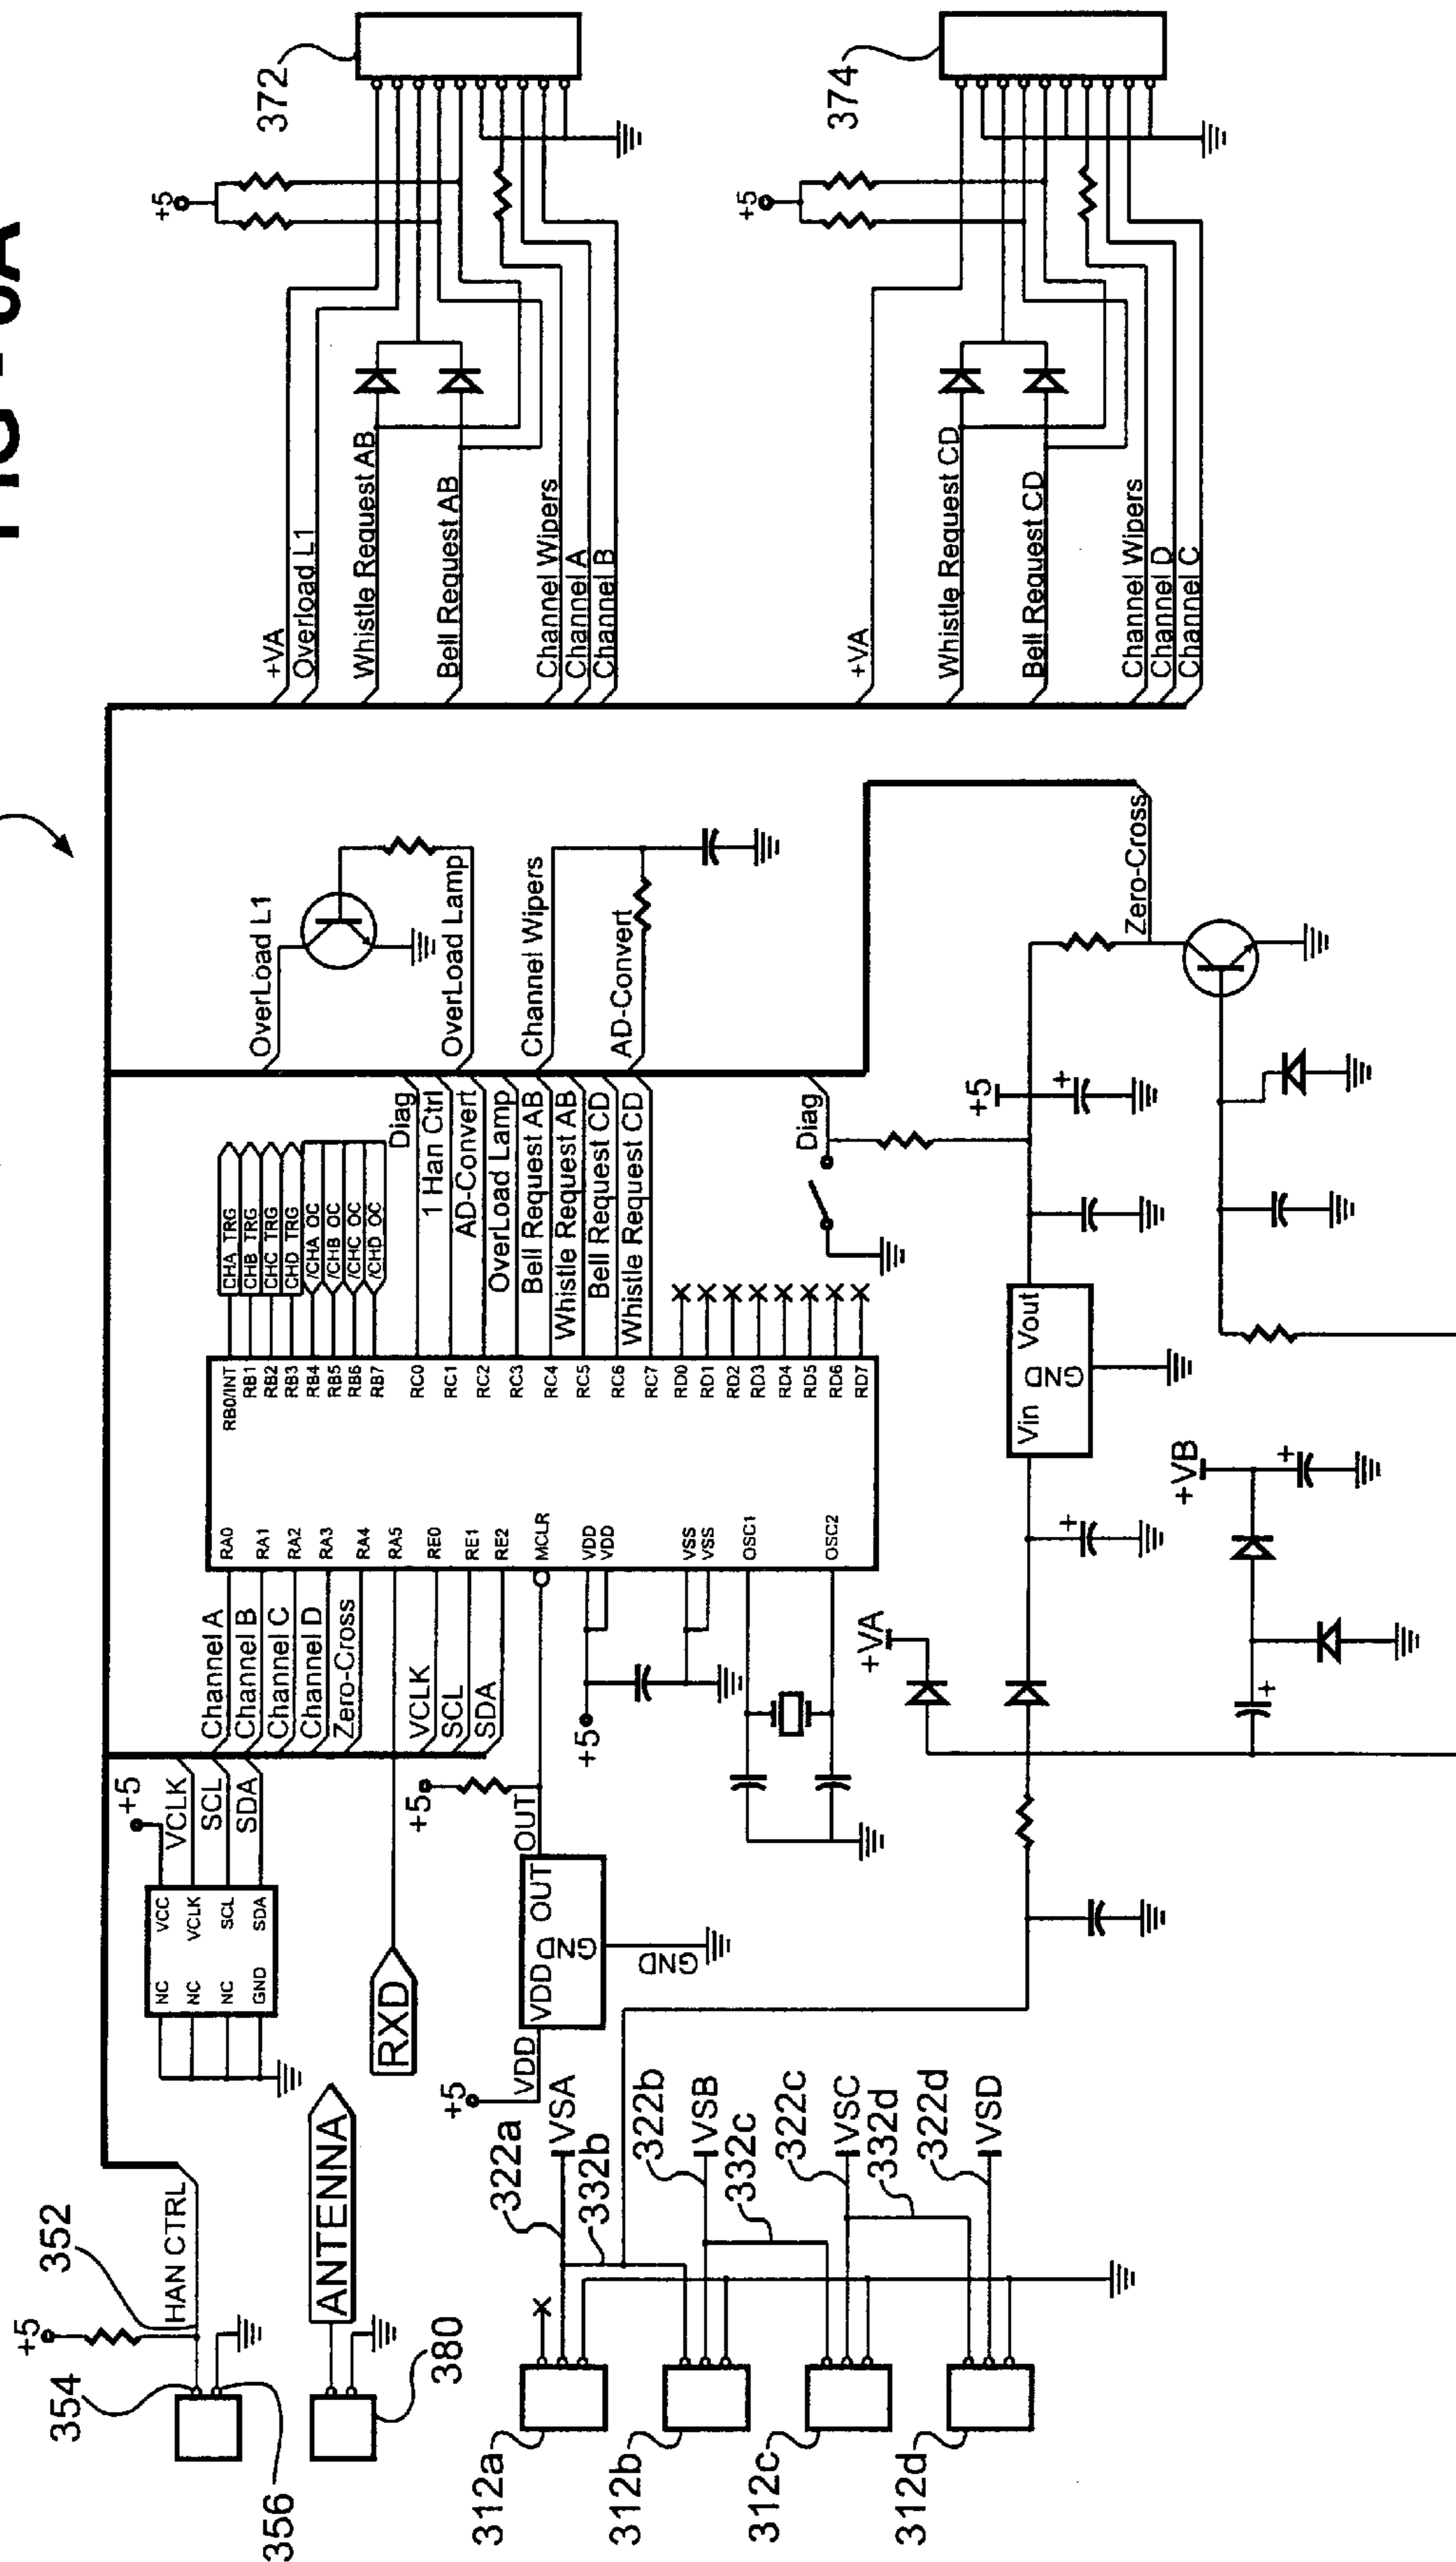 372
+5
+VA
Overload L1
Whistle Request AB
Bell Request AB
Channel Wipers
Channel A
Channel B
374
+5
+VA
Whistle Request CD
Bell Request CD
Channel Wipers
Channel D
Channel C
OverLoad L1
OverLoad Lamp
Channel Wipers
AD-Convert
Zero-Cross
CHA TRG
CHB TRG
CHC TRG
CHD TRG
/CHA OC
/CHB OC
/CHC OC
/CHD OC
Diag
1 Han Ctrl
AD-Convert
OverLoad Lamp
Bell Request AB
Whistle Request AB
Bell Request CD
Whistle Request CD
RB0/INT
RB1
RB2
RB3
RB4
RB5
RB6
RB7
RC0
RC1
RC2
RC3
RC4
RC5
RC6
RC7
RD0
RD1
RD2
RD3
RD4
RD5
RD6
RD7
RA0
RA1
RA2
RA3
RA4
RA5
RE0
RE1
RE2
MCLR
VDD
VDD
VSS
VSS
OSC1
OSC2
Channel A
Channel B
Channel C
Channel D
Zero-Cross
VCLK
SCL
SDA
+5
+5
VCLK
SCL
SDA
VCC
VCLK
SCL
SDA
NC
NC
NC
GND
RXD
+5
OUT
VDD OUT
GND
GND
VDD
+5
Diag
+5
Vin Vout
GND
+VA
+VB
352
+5
HAN CTRL
354
356
ANTENNA
380
VSA
322a
332b
VSB
322b
332c
VSC
322c
332d
VSD
322d
312a
312b
312c
312d